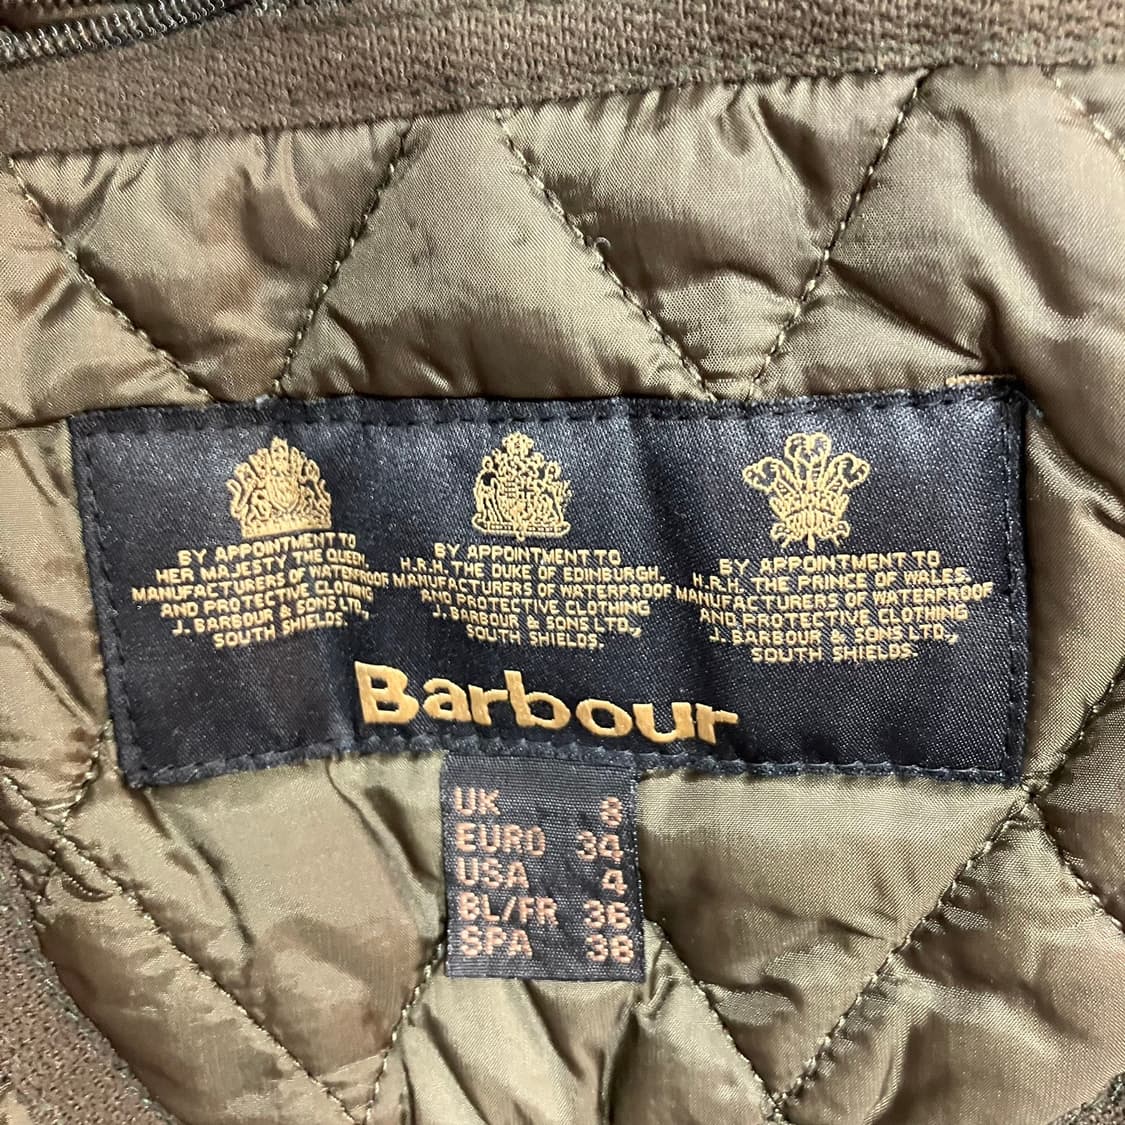 BY APPOINTMENT TO
HER MAJESTY THE QUEEN,
MANUFACTURERS OF WATERPROOF
AND PROTECTIVE CLOTHING
J. BARBOUR & SONS LTD.,
SOUTH SHIELDS.
BY APPOINTMENT TO
H.R.H. THE DUKE OF EDINBURGH,
MANUFACTURERS OF WATERPROOF
AND PROTECTIVE CLOTHING
J. BARBOUR & SONS LTD.,
SOUTH SHIELDS.
BY APPOINTMENT TO
H.R.H. THE PRINCE OF WALES.
MANUFACTURERS OF WATERPROOF
AND PROTECTIVE CLOTHING
J. BARBOUR & SONS LTD.,
SOUTH SHIELDS.
Barbour
UK 8
EURO 34
USA 4
BL/FR 36
SPA 38